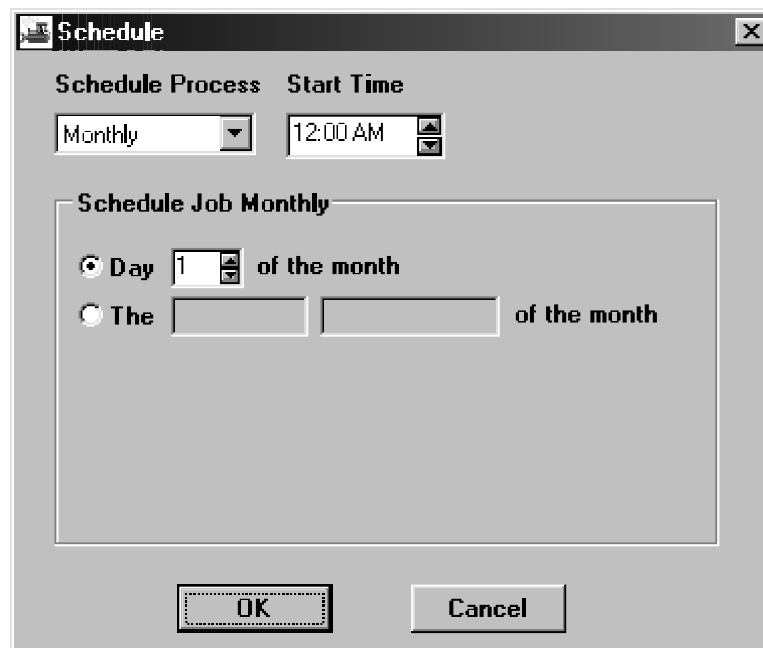 Schedule
Schedule Process Start Time
Monthly 12:00 AM
Schedule Job Monthly
Day 1 of the month
The of the month
OK Cancel